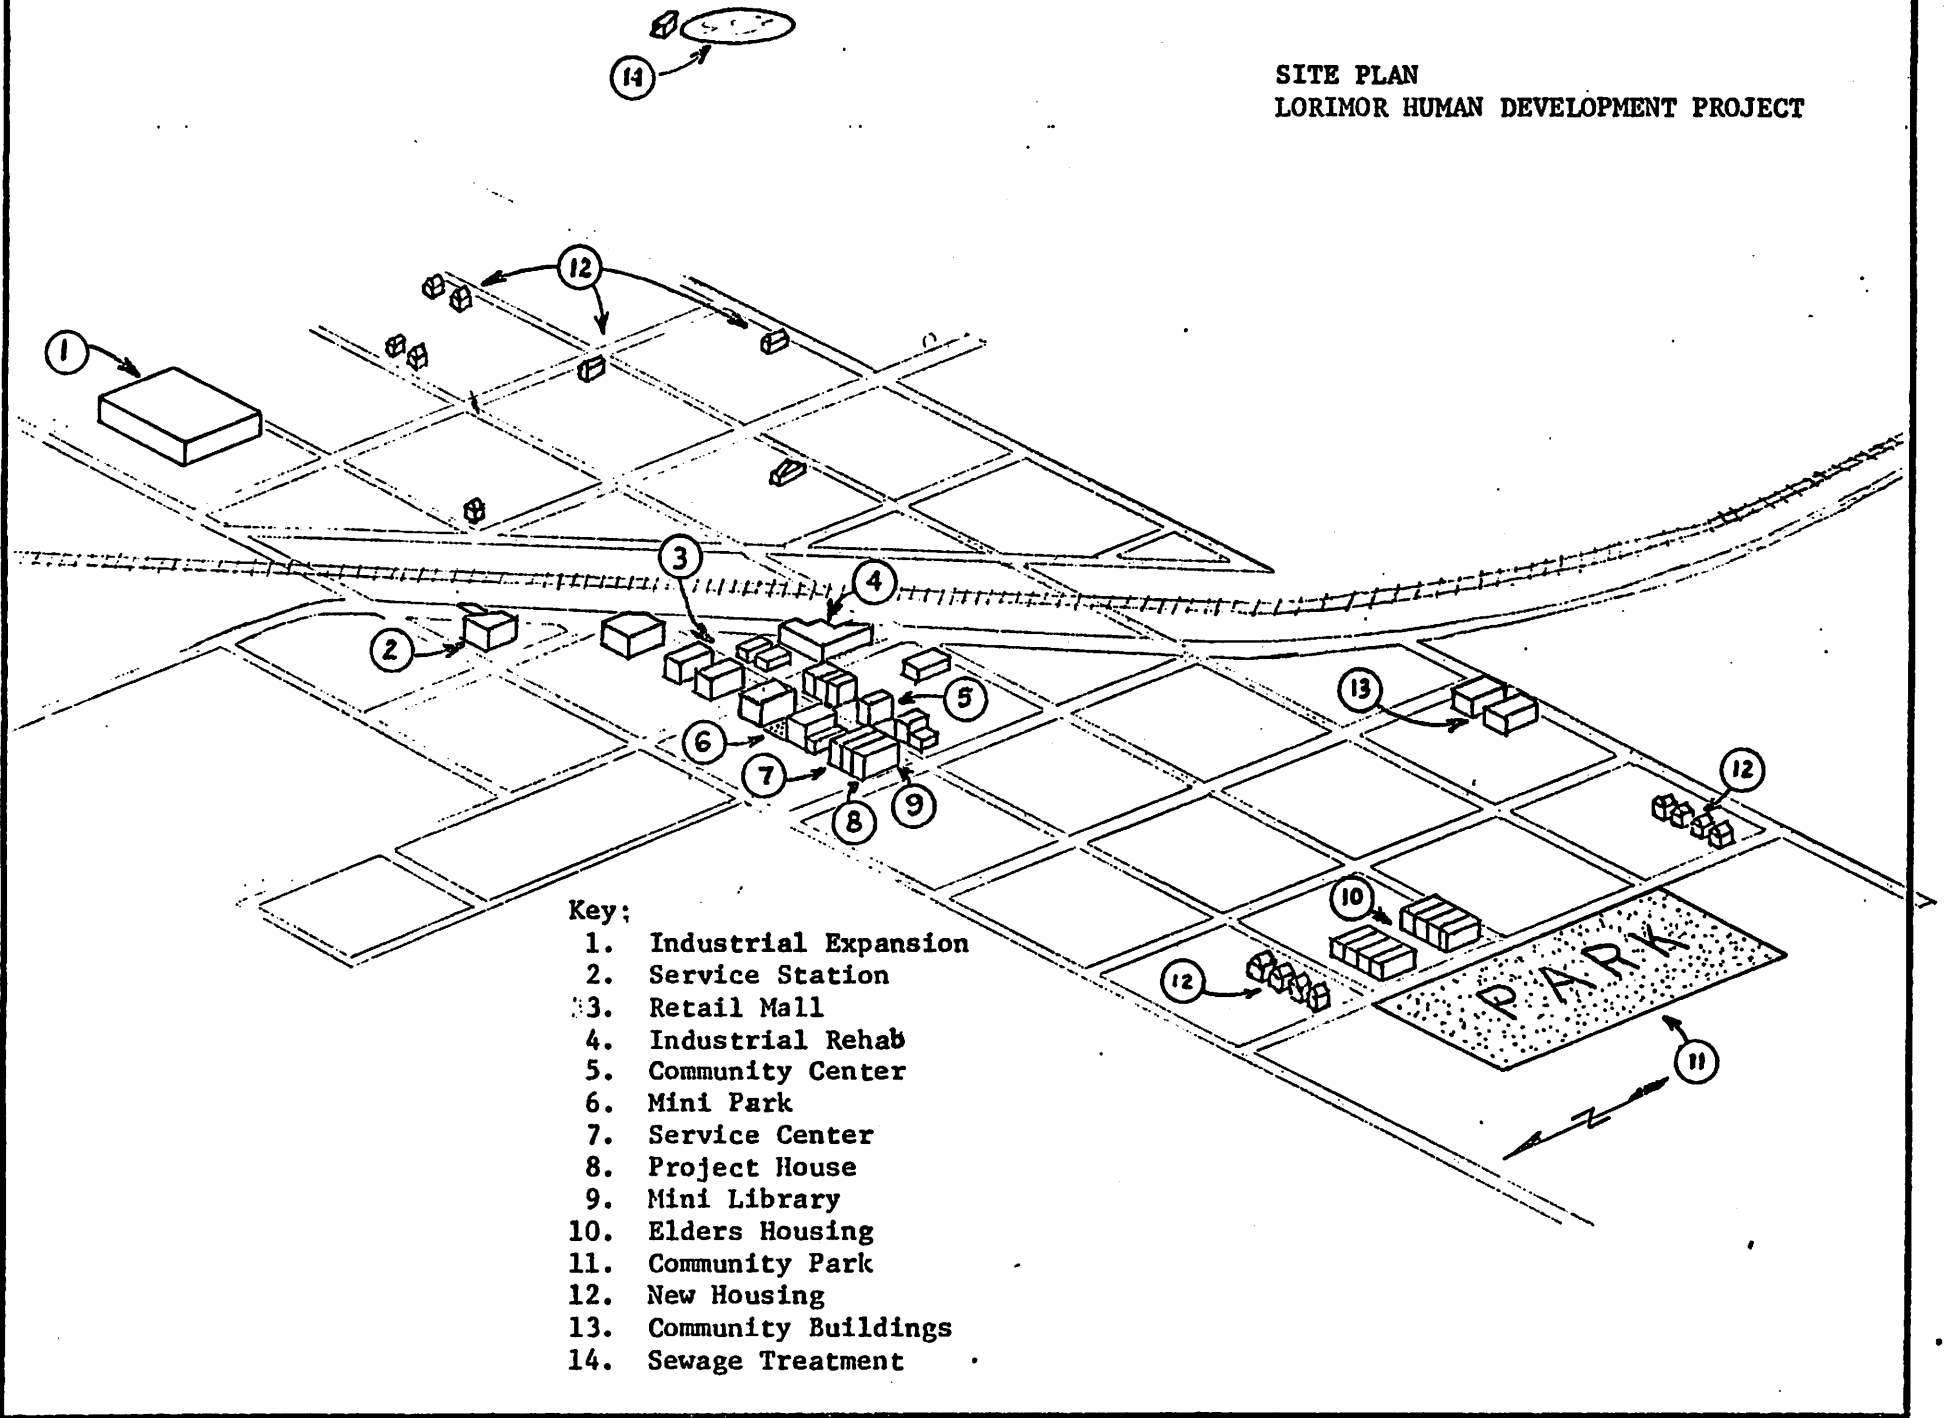 14
SITE PLAN
LORIMOR HUMAN DEVELOPMENT PROJECT
12
1
3
4
2
13
5
6
7
12
9
8
10
12
PARK
11
N
Key;
1. Industrial Expansion
2. Service Station
3. Retail Mall
4. Industrial Rehab
5. Community Center
6. Mini Park
7. Service Center
8. Project House
9. Mini Library
10. Elders Housing
11. Community Park
12. New Housing
13. Community Buildings
14. Sewage Treatment